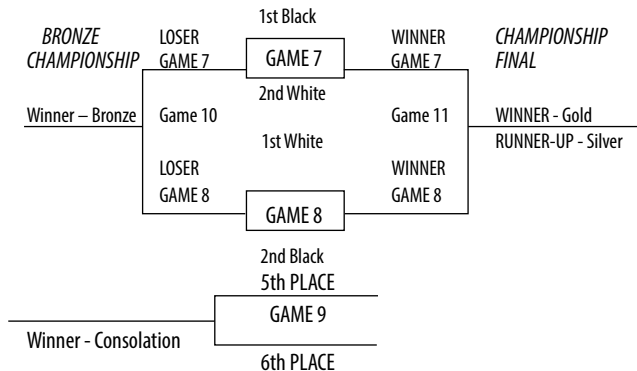 1st Black
BRONZE CHAMPIONSHIP
LOSER GAME 7
GAME 7
WINNER GAME 7
CHAMPIONSHIP FINAL
2nd White
Winner – Bronze
Game 10
Game 11
WINNER - Gold
RUNNER-UP - Silver
1st White
LOSER GAME 8
WINNER GAME 8
GAME 8
2nd Black
5th PLACE
GAME 9
Winner - Consolation
6th PLACE